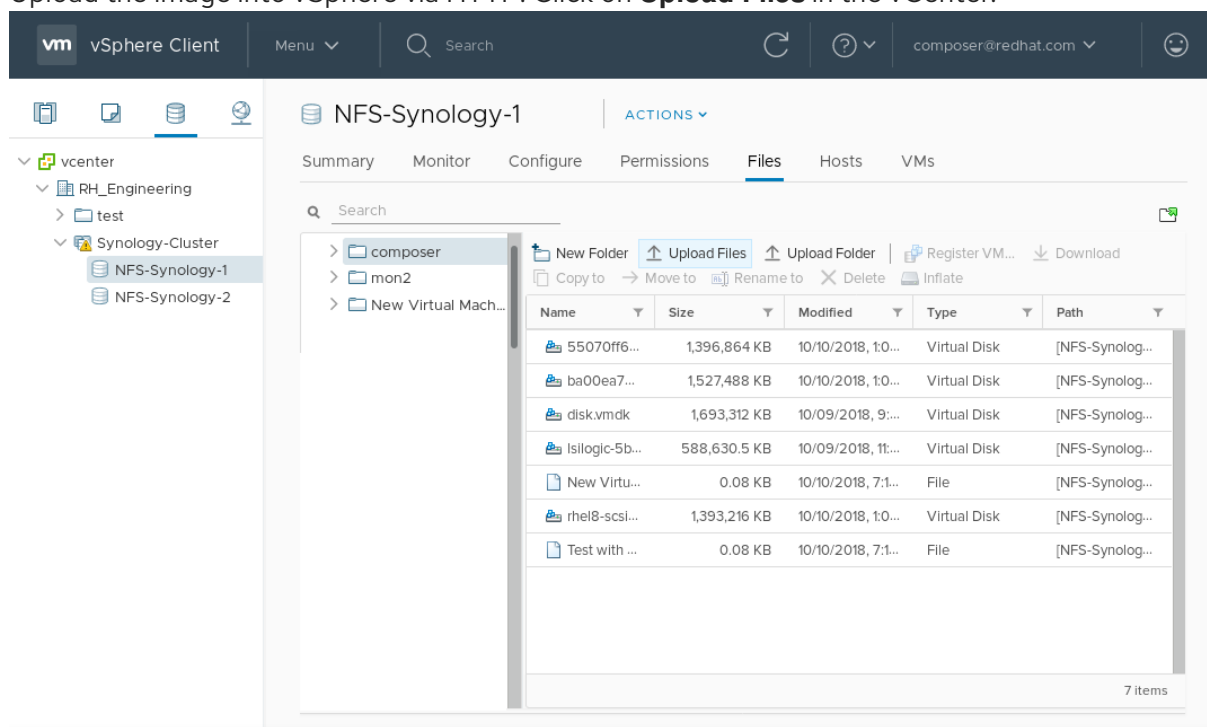 Upload the image into vSphere via HTTP. Click on Upload Files in the vCenter:
vm vSphere Client Menu Search composer@redhat.com
NFS-Synology-1 ACTIONS
vcenter
RH_Engineering
test
Synology-Cluster
NFS-Synology-1
NFS-Synology-2
Summary Monitor Configure Permissions Files Hosts VMs
Search
composer
mon2
New Virtual Mach...
New Folder Upload Files Upload Folder Register VM... Download
Copy to Move to Rename to Delete Inflate
Name Size Modified Type Path
55070ff6... 1,396,864 KB 10/10/2018, 1:0... Virtual Disk [NFS-Synolog...
ba00ea7... 1,527,488 KB 10/10/2018, 1:0... Virtual Disk [NFS-Synolog...
disk.vmdk 1,693,312 KB 10/09/2018, 9:... Virtual Disk [NFS-Synolog...
lsilogic-5b... 588,630.5 KB 10/09/2018, 11:... Virtual Disk [NFS-Synolog...
New Virtu... 0.08 KB 10/10/2018, 7:1... File [NFS-Synolog...
rhel8-scsi... 1,393,216 KB 10/10/2018, 1:0... Virtual Disk [NFS-Synolog...
Test with ... 0.08 KB 10/10/2018, 7:1... File [NFS-Synolog...
7 items